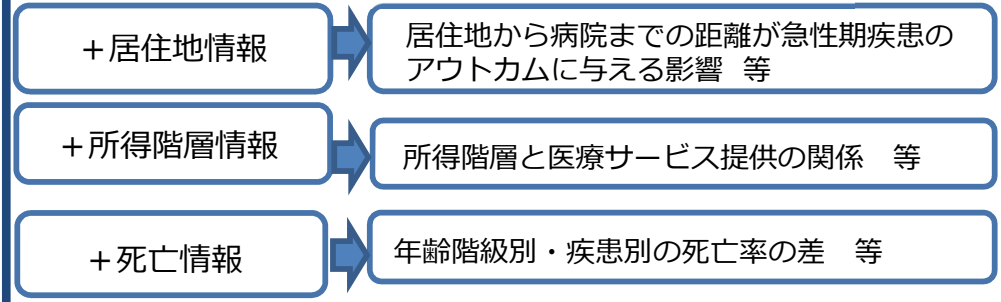 ＋居住地情報
居住地から病院までの距離が急性期疾患の
アウトカムに与える影響 等
＋所得階層情報
所得階層と医療サービス提供の関係　等
＋死亡情報
年齢階級別・疾患別の死亡率の差　等